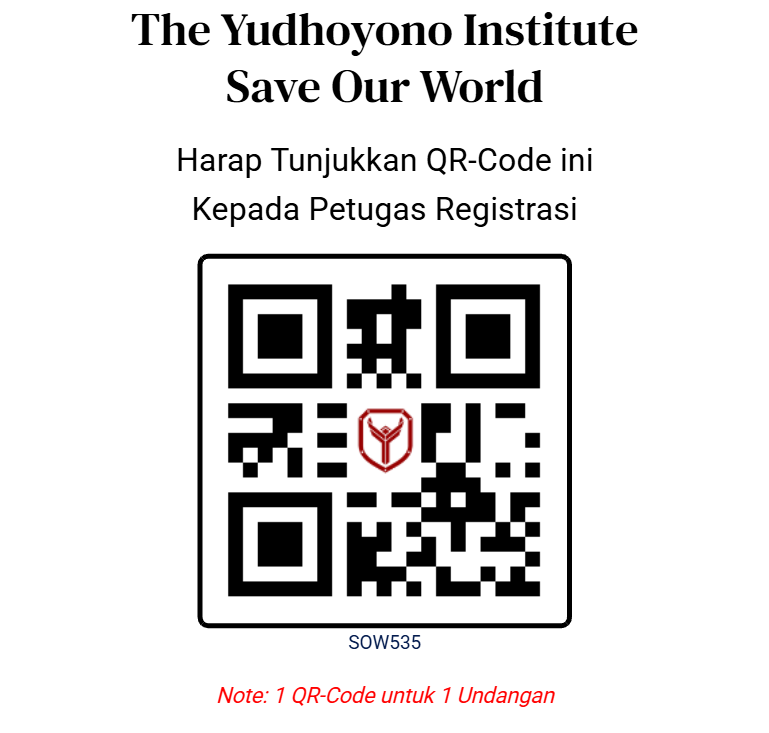 The Yudhoyono Institute
Save Our World
Harap Tunjukkan QR-Code ini
Kepada Petugas Registrasi
SOW535
Note: 1 QR-Code untuk 1 Undangan